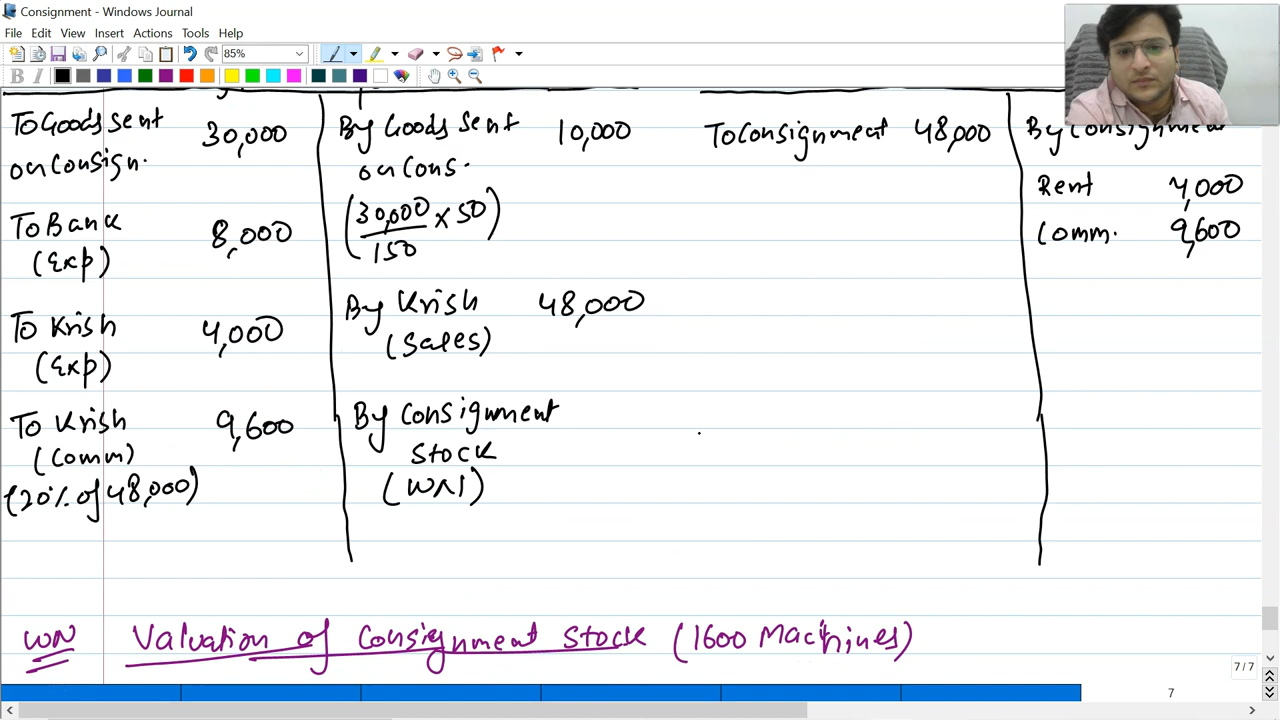 Consignment - Windows Journal
File Edit View Insert Actions Tools Help
85%
B I
To Goods sent 30,000
on Consign.
To Bank 8,000
(Exp)
To Krish 4,000
(Exp)
To Krish 9,600
(Comm)
(20% of 48,000)
By Goods sent 10,000
on Cons.
(30,000/150 × 50)
By Krish 48,000
(Sales)
By Consignment
Stock
(WN1)
To Consignment 48,000
By Consignment
Rent 4,000
Comm. 9,600
WN Valuation of Consignment Stock (1600 Machines)
7 / 7
7